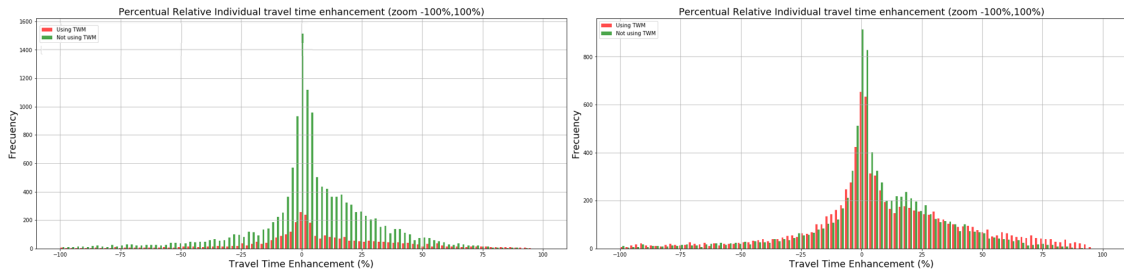 Percentual Relative Individual travel time enhancement (zoom -100%,100%)
Using TWM
Not using TWM
1600
1400
1200
1000
800
600
400
200
0
Frecuency
−100 −75 −50 −25 0 25 50 75 100
Travel Time Enhancement (%)
Percentual Relative Individual travel time enhancement (zoom -100%,100%)
Using TWM
Not using TWM
800
600
400
200
0
Frecuency
−100 −75 −50 −25 0 25 50 75 100
Travel Time Enhancement (%)